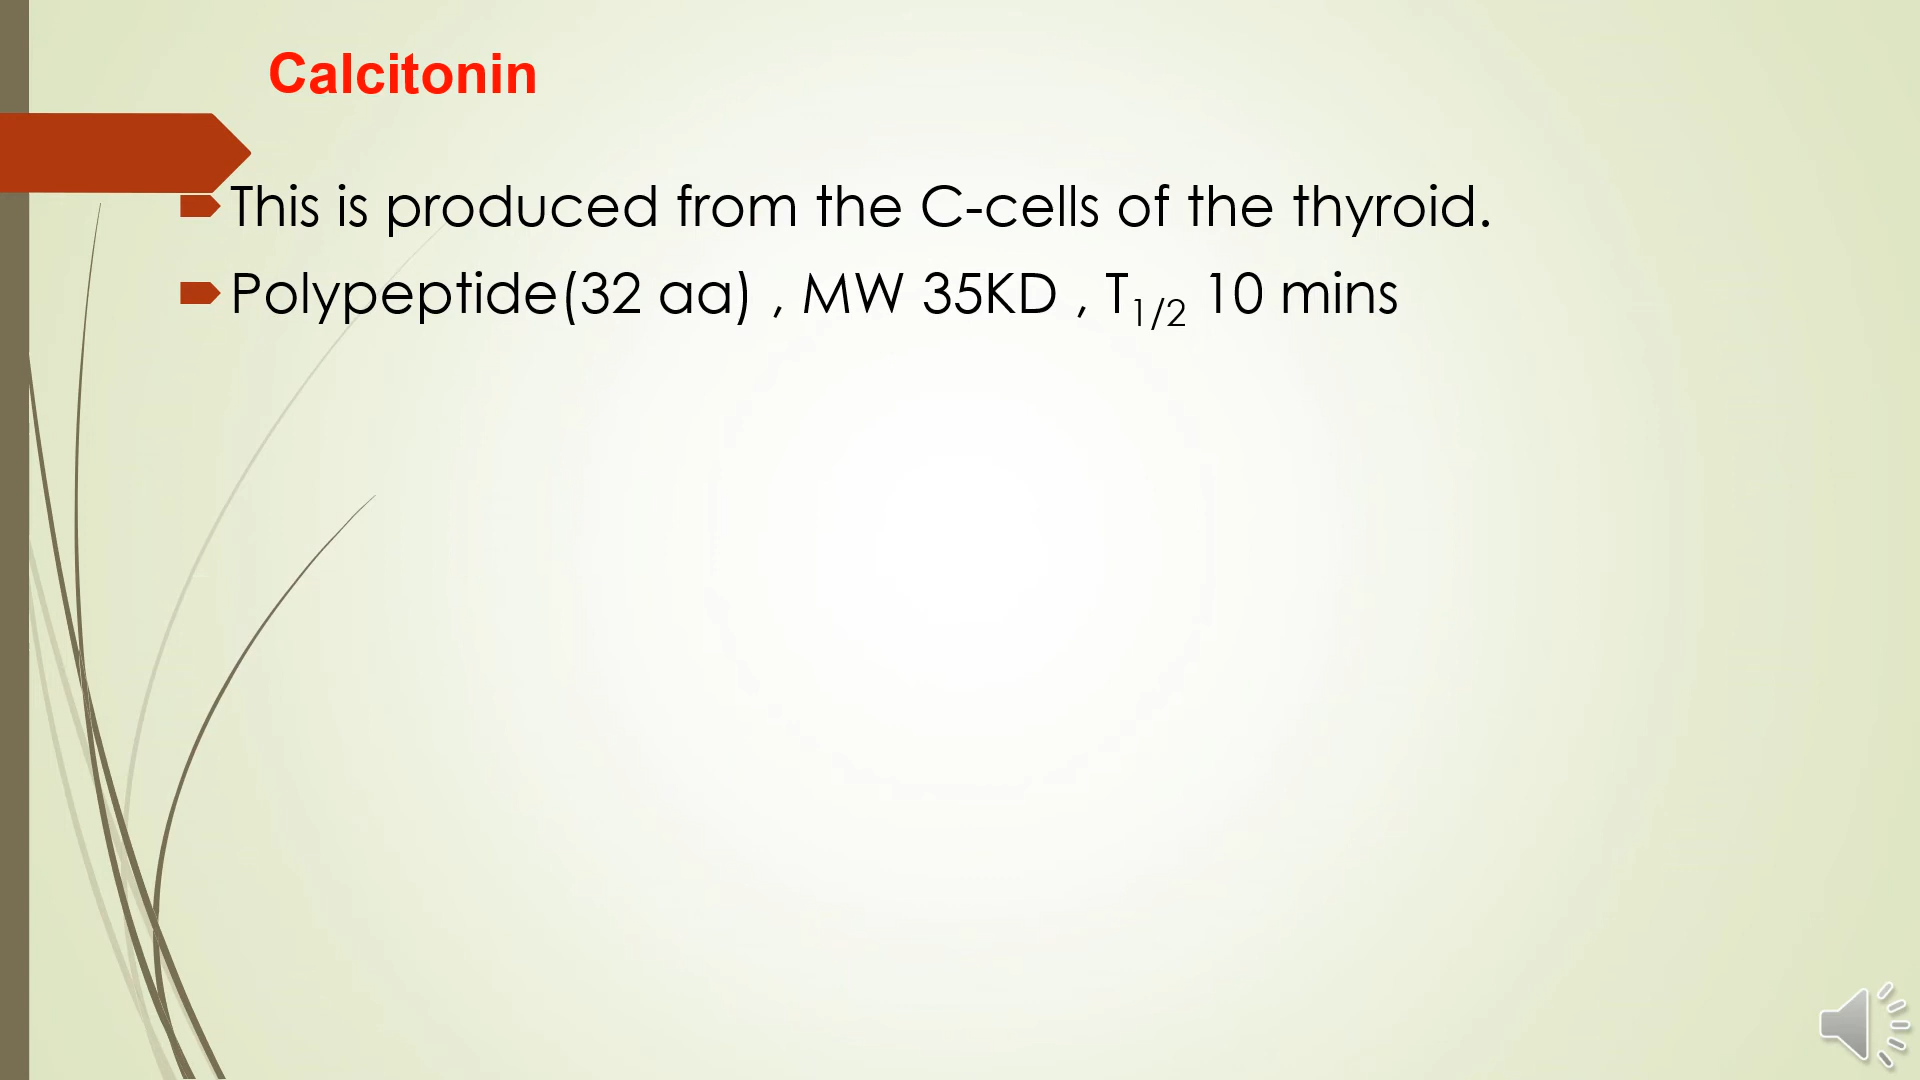 Calcitonin
This is produced from the C-cells of the thyroid.
Polypeptide(32 aa) , MW 35KD , T1/2 10 mins